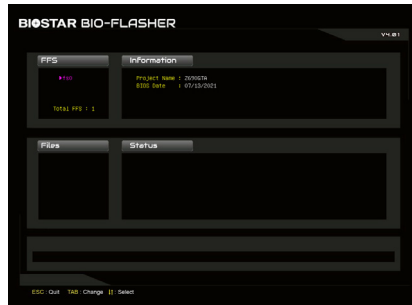 BIOSTAR BIO-FLASHER
V4.01
FFS
Total FFS : 1
Information
Project Name : Z690GTA
BIOS Date : 07/13/2021
Files
Status
ESC : Quit TAB : Change : Select